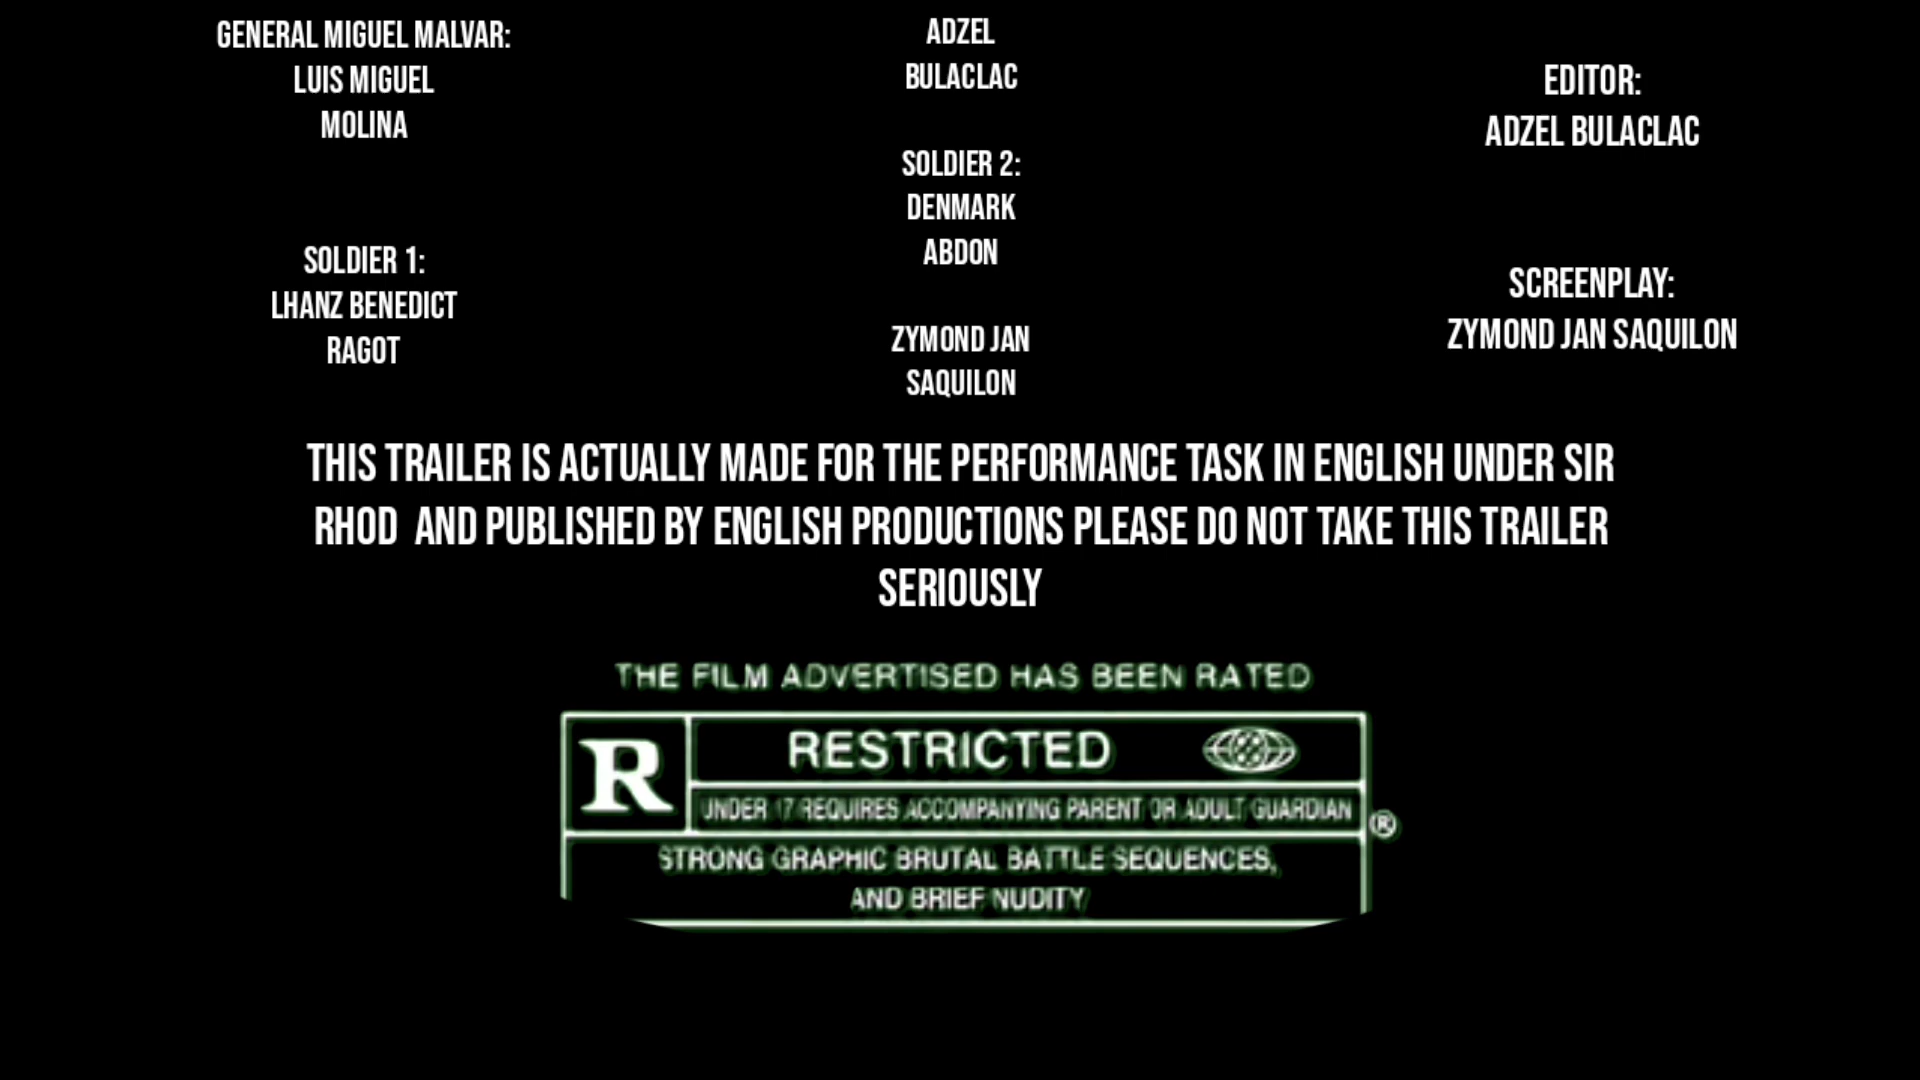 GENERAL MIGUEL MALVAR:
LUIS MIGUEL
MOLINA
SOLDIER 1:
LHANZ BENEDICT
RAGOT
ADZEL
BULACLAC
SOLDIER 2:
DENMARK
ABDON
ZYMOND JAN
SAQUILON
EDITOR:
ADZEL BULACLAC
SCREENPLAY:
ZYMOND JAN SAQUILON
THIS TRAILER IS ACTUALLY MADE FOR THE PERFORMANCE TASK IN ENGLISH UNDER SIR
RHOD AND PUBLISHED BY ENGLISH PRODUCTIONS PLEASE DO NOT TAKE THIS TRAILER
SERIOUSLY
THE FILM ADVERTISED HAS BEEN RATED
R
RESTRICTED
UNDER 17 REQUIRES ACCOMPANYING PARENT OR ADULT GUARDIAN
®
STRONG GRAPHIC BRUTAL BATTLE SEQUENCES,
AND BRIEF NUDITY